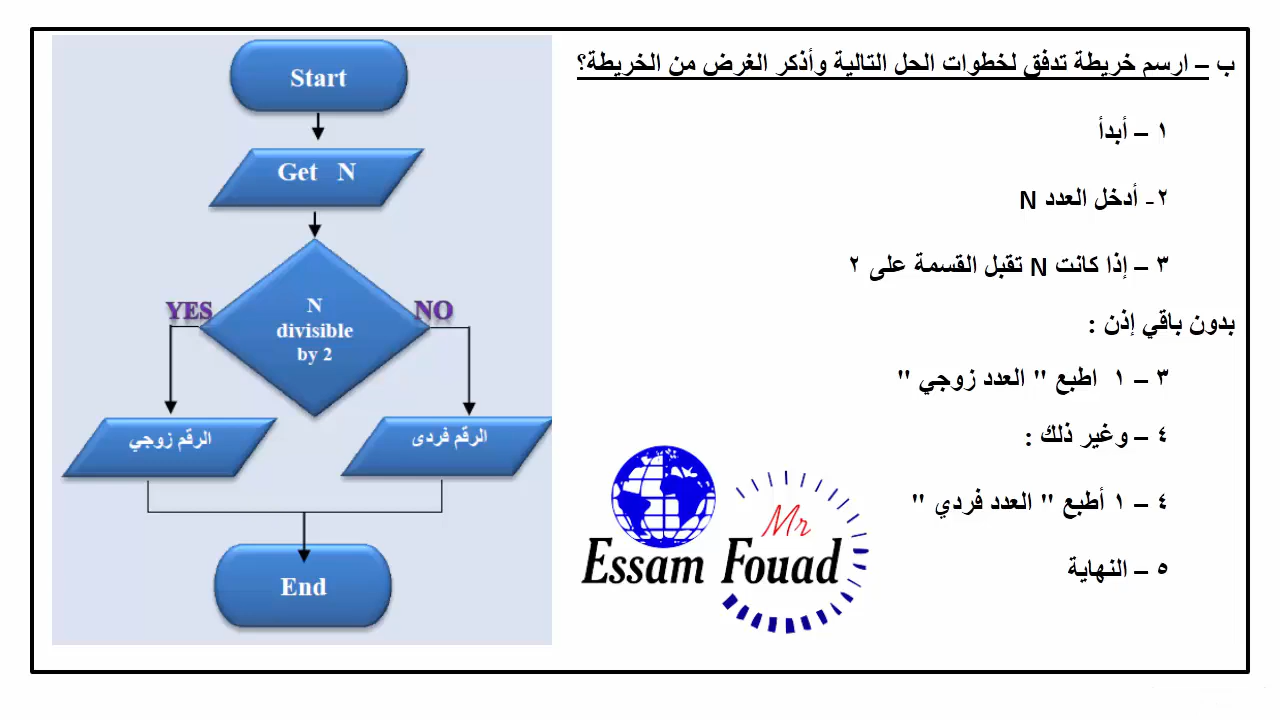 ب – ارسم خريطة تدفق لخطوات الحل التالية وأذكر الغرض من الخريطة؟
١ – أبدأ
٢- أدخل العدد N
٣ – إذا كانت N تقبل القسمة على ٢
بدون باقي إذن :
٣ – ١ اطبع " العدد زوجي "
٤ – وغير ذلك :
٤ – ١ أطبع " العدد فردي "
٥ – النهاية
Start
Get N
N
divisible
by 2
YES
NO
الرقم زوجي
الرقم فردى
End
Mr
Essam Fouad